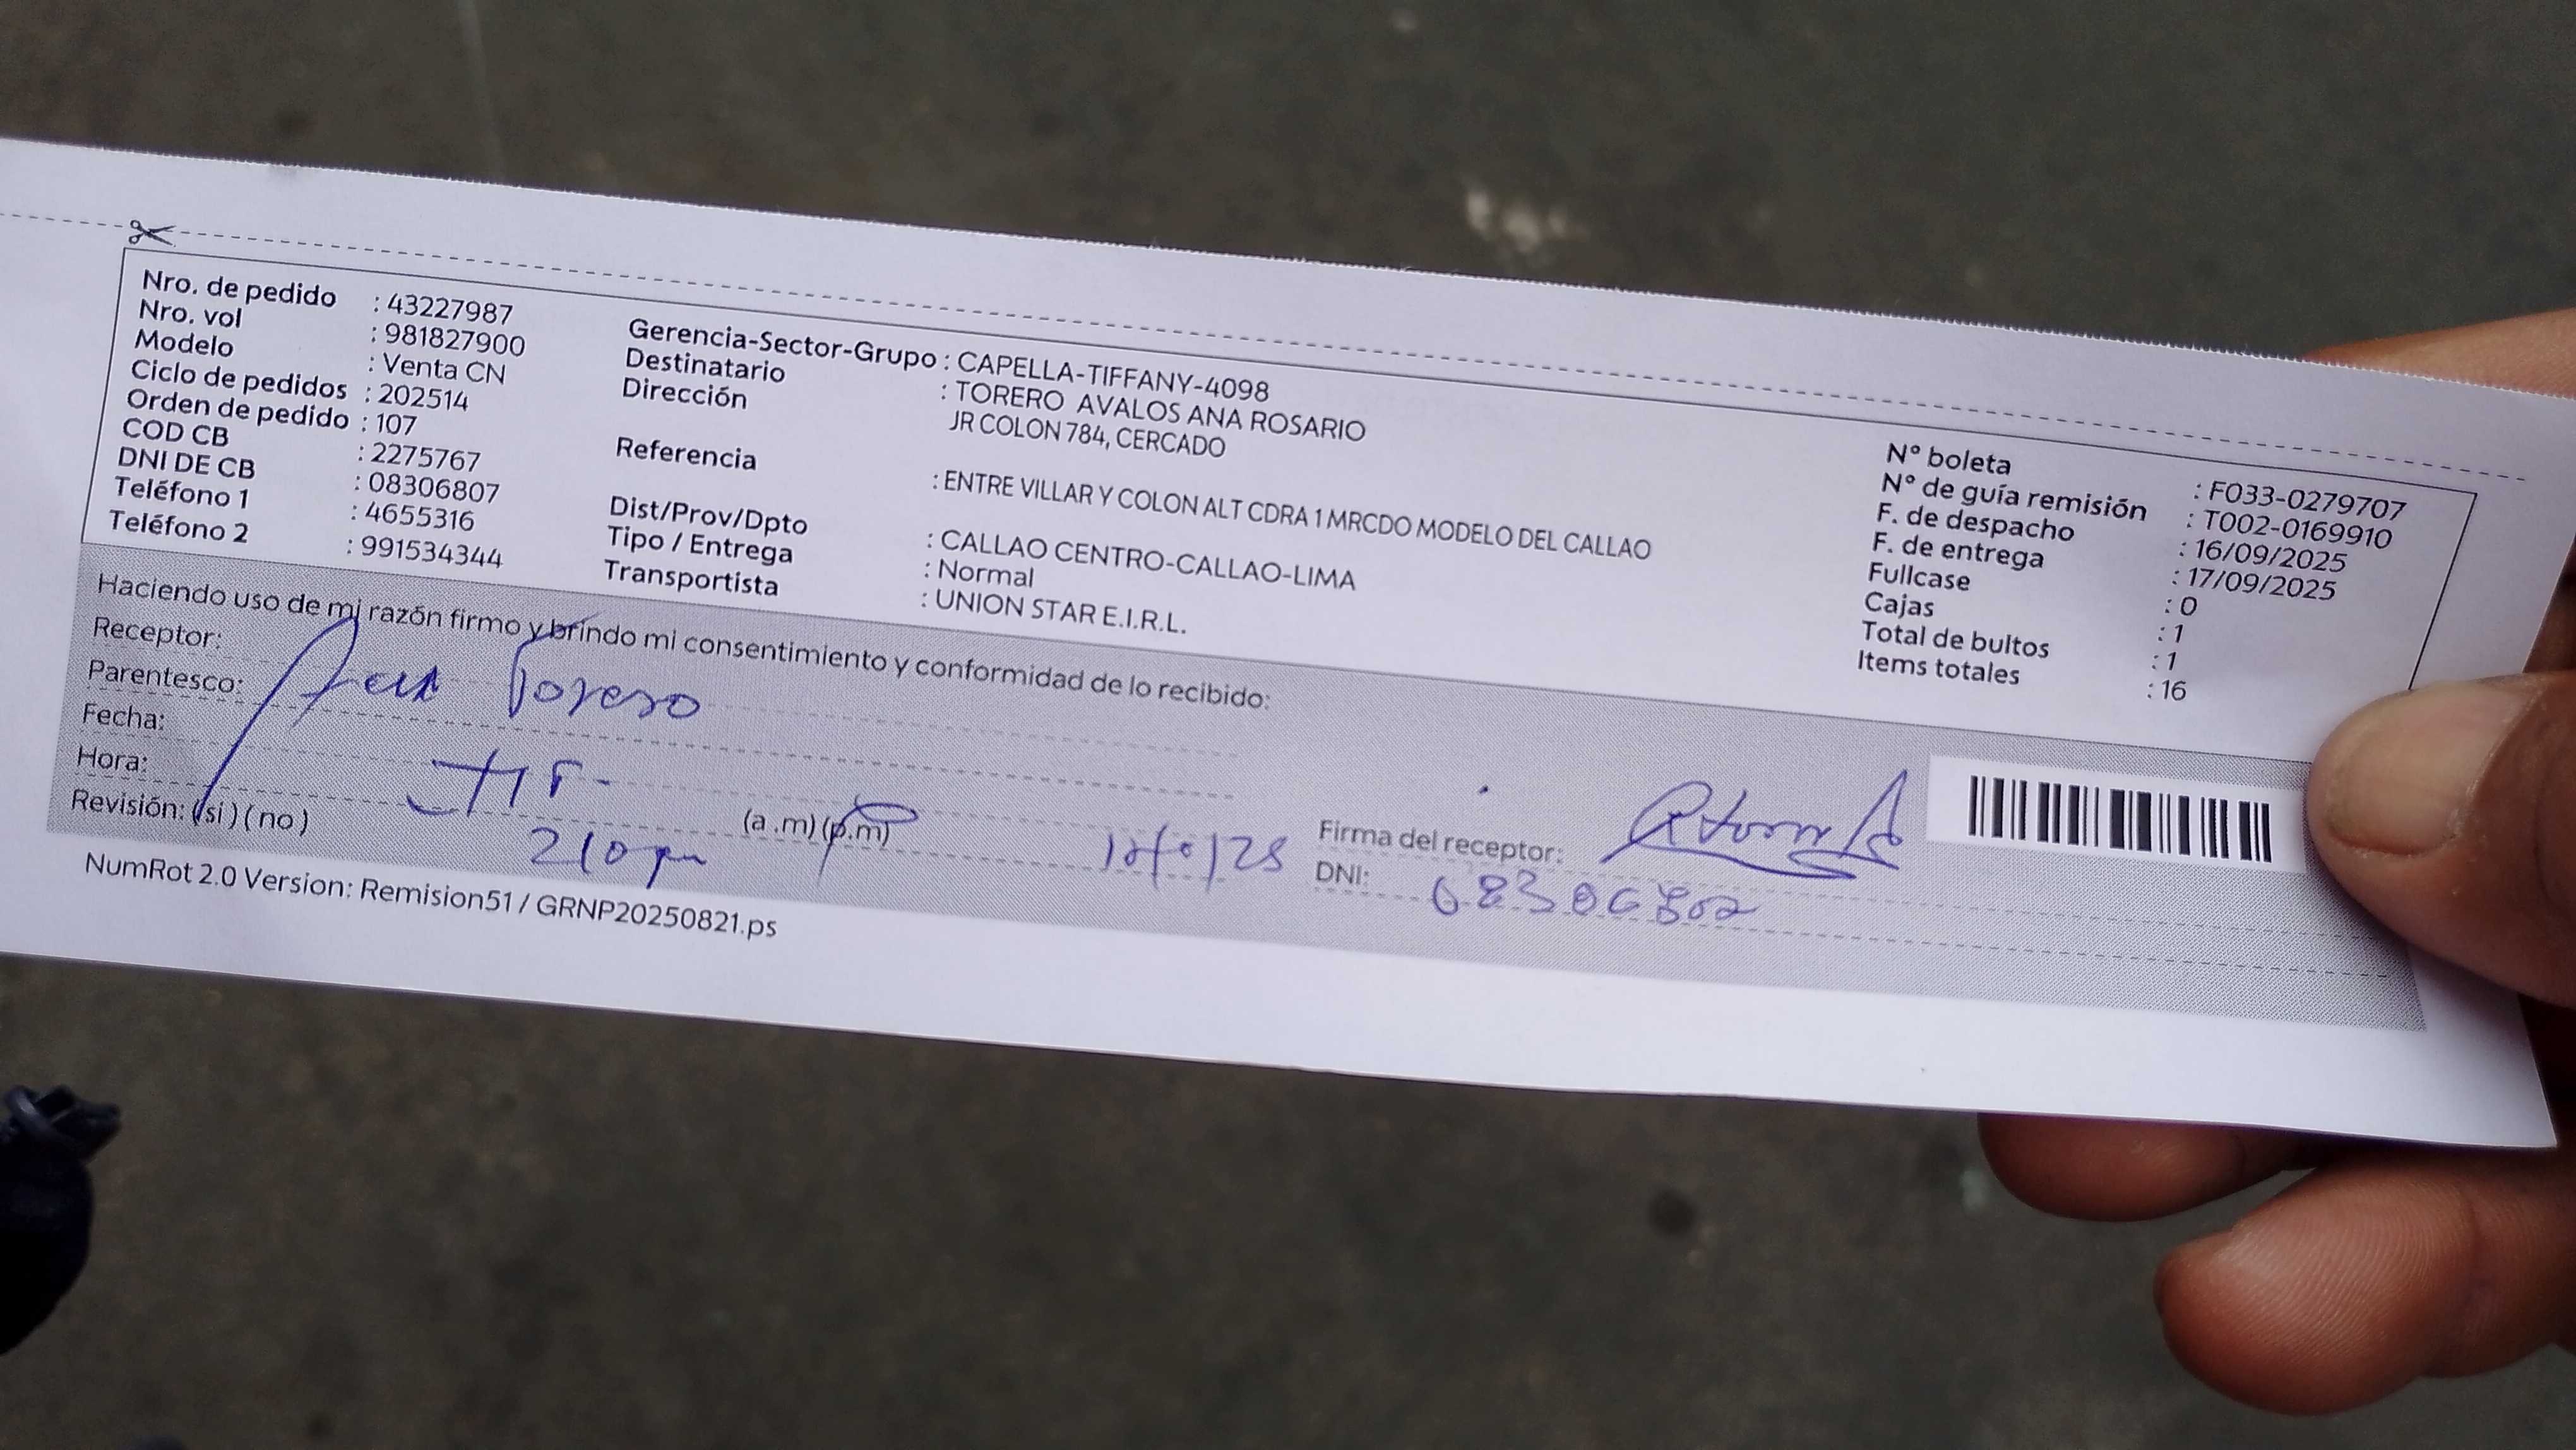 Nro. de pedido : 43227987
Nro. vol : 981827900
Modelo : Venta CN
Ciclo de pedidos : 202514
Orden de pedido : 107
COD CB : 2275767
DNI DE CB : 08306807
Teléfono 1 : 4655316
Teléfono 2 : 991534344
Gerencia-Sector-Grupo : CAPELLA-TIFFANY-4098
Destinatario : TORERO AVALOS ANA ROSARIO
Dirección JR COLON 784, CERCADO
Referencia : ENTRE VILLAR Y COLON ALT CDRA 1 MRCDO MODELO DEL CALLAO
Dist/Prov/Dpto : CALLAO CENTRO-CALLAO-LIMA
Tipo / Entrega : Normal
Transportista : UNION STAR E.I.R.L.
N° boleta : F033-0279707
N° de guía remisión : T002-0169910
F. de despacho : 16/09/2025
F. de entrega : 17/09/2025
Fullcase : 0
Cajas : 1
Total de bultos : 1
Items totales : 16
Haciendo uso de mi razón firmo y brindo mi consentimiento y conformidad de lo recibido:
Receptor: Torero
Parentesco:
Fecha:
Hora: (a .m) (p.m)
210 pm
Revisión: (si) (no)
Firma del receptor:
DNI:
NumRot 2.0 Version: Remision51 / GRNP20250821.ps